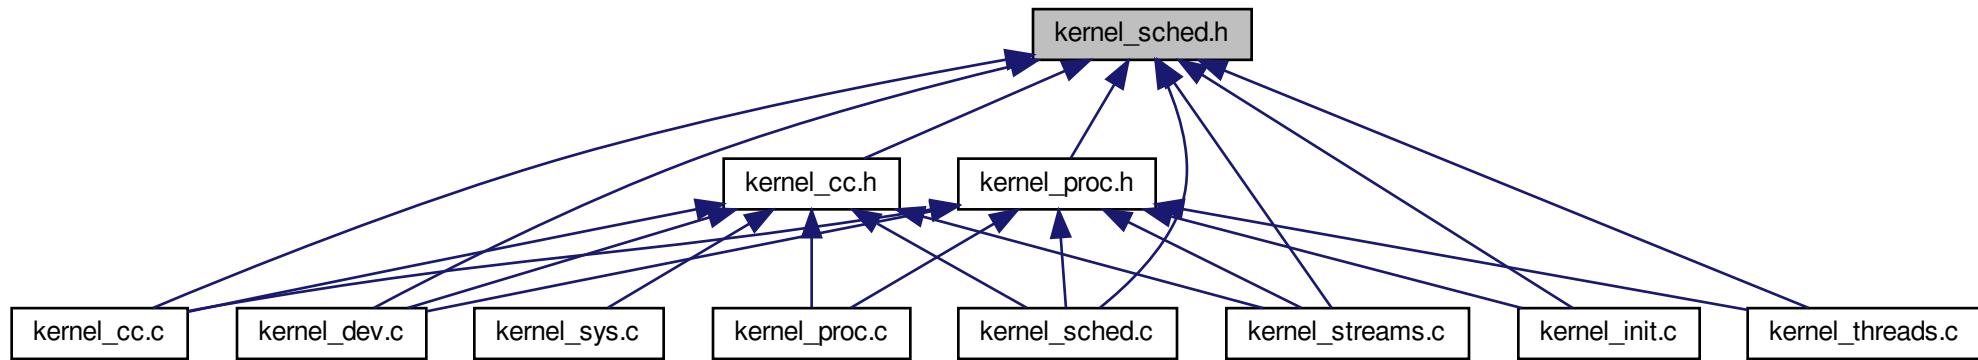 kernel_sched.h
kernel_cc.h
kernel_proc.h
kernel_cc.c
kernel_dev.c
kernel_sys.c
kernel_proc.c
kernel_sched.c
kernel_streams.c
kernel_init.c
kernel_threads.c